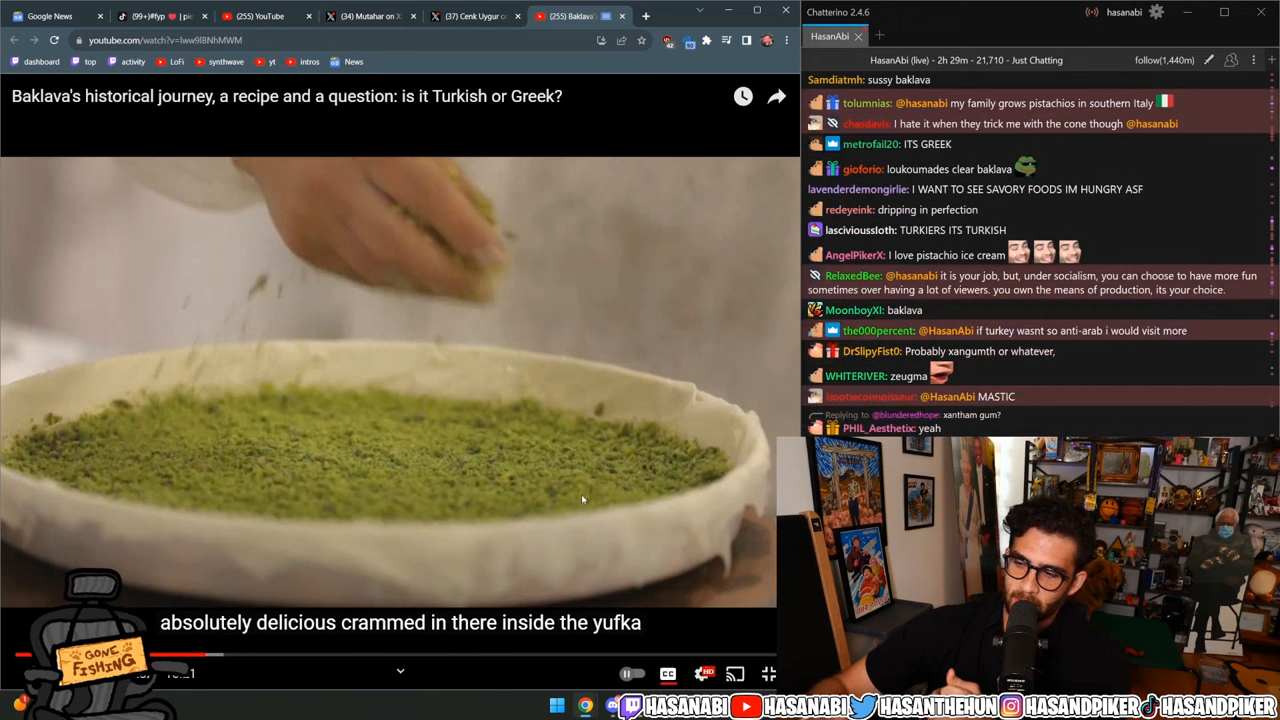 Google News
(99+)#fyp ❤️ | pie
(255) YouTube
(34) Mutahar on X:
(37) Cenk Uygur o
(255) Baklava'
youtube.com/watch?v=lww9lBNhMWM
42
90
dashboard
top
activity
LoFi
synthwave
yt
intros
News
Baklava's historical journey, a recipe and a question: is it Turkish or Greek?
absolutely delicious crammed in there inside the yufka
CC
HD
GONE
FISHING
Chatterino 2.4.6
hasanabi
HasanAbi
HasanAbi (live) - 2h 29m - 21,710 - Just Chatting
follow(1,440m)
Samdiatmh: sussy baklava
tolumnias: @hasanabi my family grows pistachios in southern Italy
chasdavis: I hate it when they trick me with the cone though @hasanabi
metrofail20: ITS GREEK
gioforio: loukoumades clear baklava
lavenderdemongirlie: I WANT TO SEE SAVORY FOODS IM HUNGRY ASF
redeyeink: dripping in perfection
lascivioussloth: TURKIERS ITS TURKISH
AngelPikerX: I love pistachio ice cream
RelaxedBee: @hasanabi it is your job, but, under socialism, you can choose to have more fun
sometimes over having a lot of viewers. you own the means of production, its your choice.
MoonboyXI: baklava
the000percent: @HasanAbi if turkey wasnt so anti-arab i would visit more
DrSlipyFist0: Probably xangumth or whatever,
WHITERIVER: zeugma
bootieconnoisseur: @HasanAbi MASTIC
Replying to @blunderedhope: xantham gum?
PHIL_Aesthetix: yeah
HASANABI
HASANABI
HASANTHEHUN
HASANDPIKER
HASANDPIKER